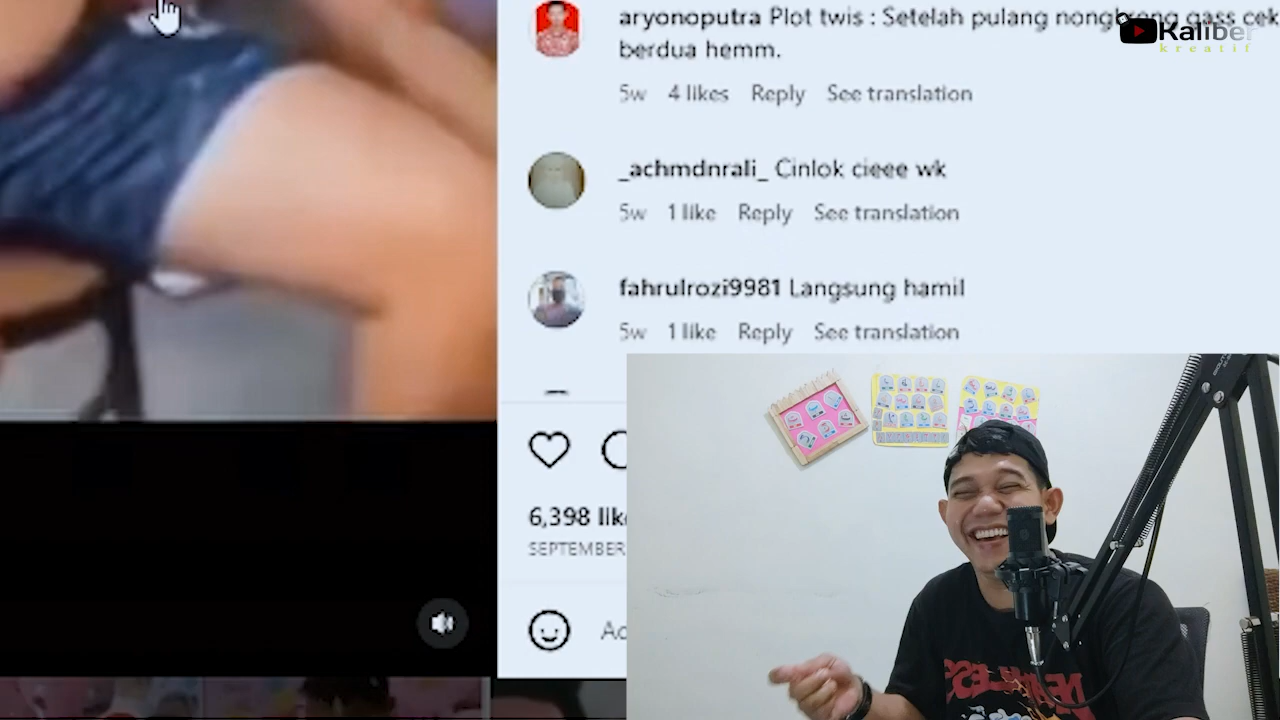 aryonoputra Plot twis : Setelah pulang nongkrong gass cek
berdua hemm.
5w 4 likes Reply See translation
Kaliber
kreatif
_achmdnrali_ Cinlok cieee wk
5w 1 like Reply See translation
fahrulrozi9981 Langsung hamil
5w 1 like Reply See translation
6,398 lik
SEPTEMBER
Ad